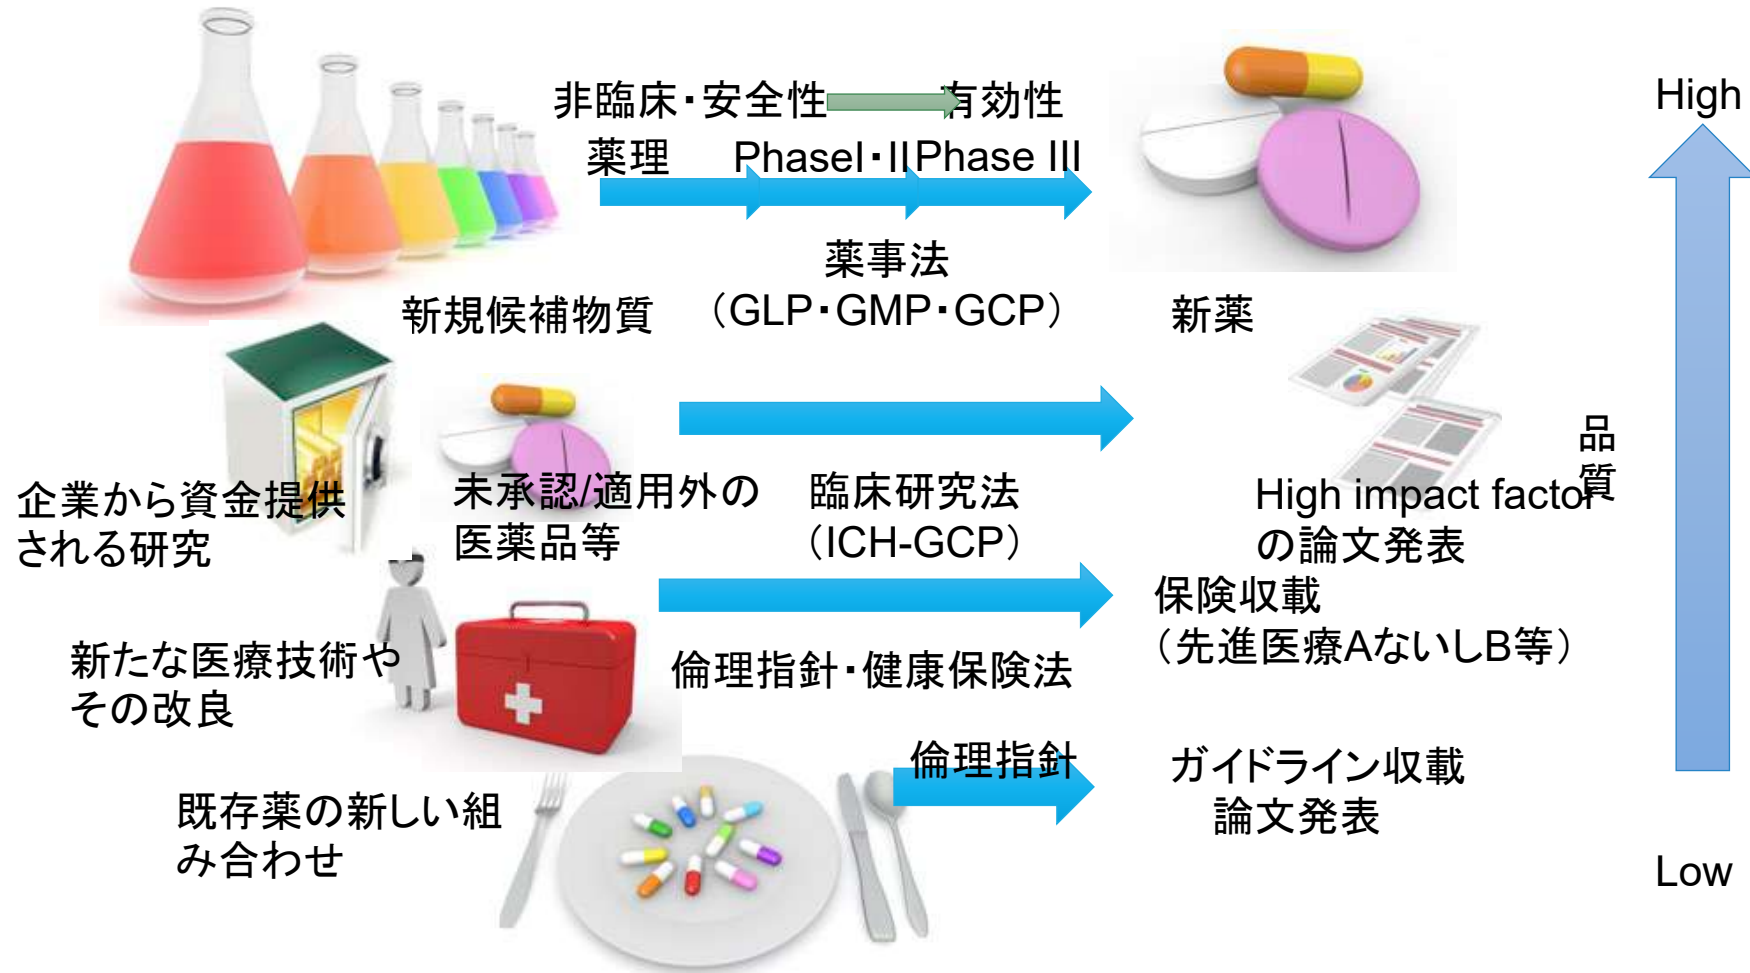 非臨床・安全性 有効性
薬理 PhaseI・II Phase III
High
薬事法
（GLP・GMP・GCP）
新規候補物質
新薬
品
質
企業から資金提供
される研究
未承認/適用外の
医薬品等
臨床研究法
（ICH-GCP）
High impact factor
の論文発表
新たな医療技術や
その改良
倫理指針・健康保険法
保険収載
（先進医療AないしB等）
既存薬の新しい組
み合わせ
倫理指針
ガイドライン収載
論文発表
Low